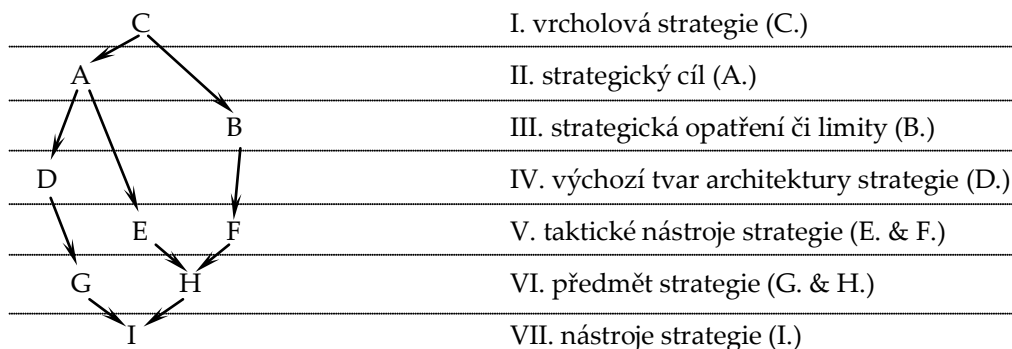 C I. vrcholová strategie (C.)
A II. strategický cíl (A.)
B III. strategická opatření či limity (B.)
D IV. výchozí tvar architektury strategie (D.)
E F V. taktické nástroje strategie (E. & F.)
G H VI. předmět strategie (G. & H.)
I VII. nástroje strategie (I.)